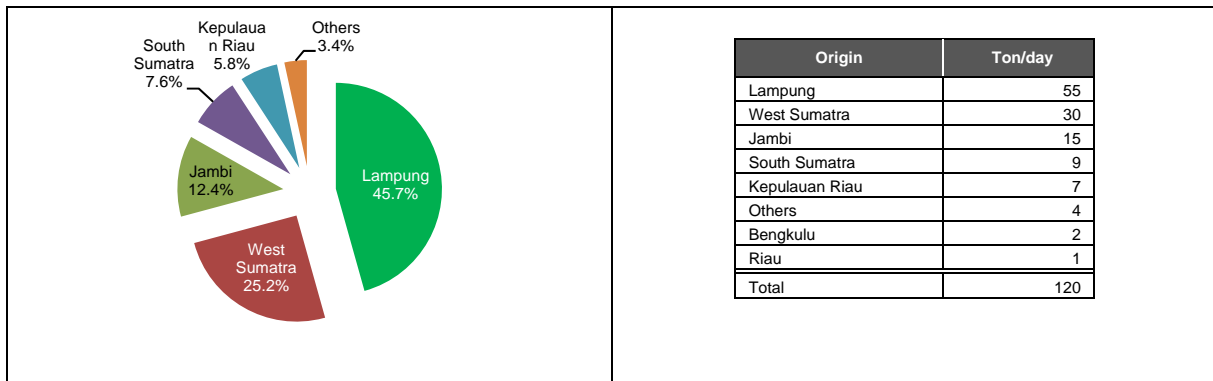 Kepulaua
n Riau
5.8%
Others
3.4%
South
Sumatra
7.6%
Jambi
12.4%
Lampung
45.7%
West
Sumatra
25.2%
Origin Ton/day
Lampung 55
West Sumatra 30
Jambi 15
South Sumatra 9
Kepulauan Riau 7
Others 4
Bengkulu 2
Riau 1
Total 120